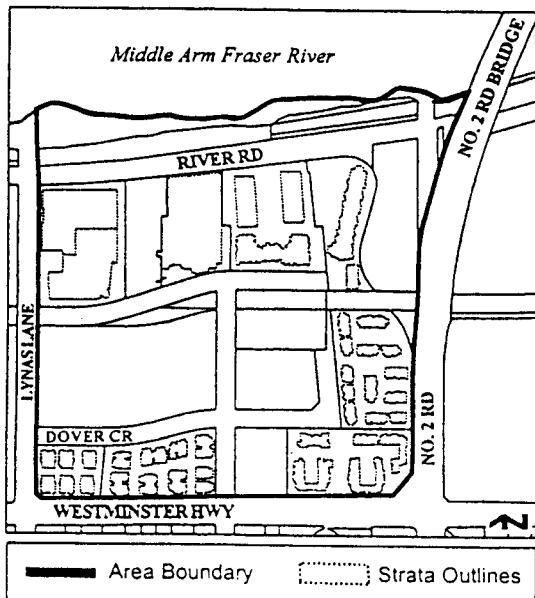 Middle Arm Fraser River
NO. 2 RD BRIDGE
RIVER RD
LYNAS LANE
DOVER CR
NO. 2 RD
WESTMINSTER HWY
N
Area Boundary
Strata Outlines